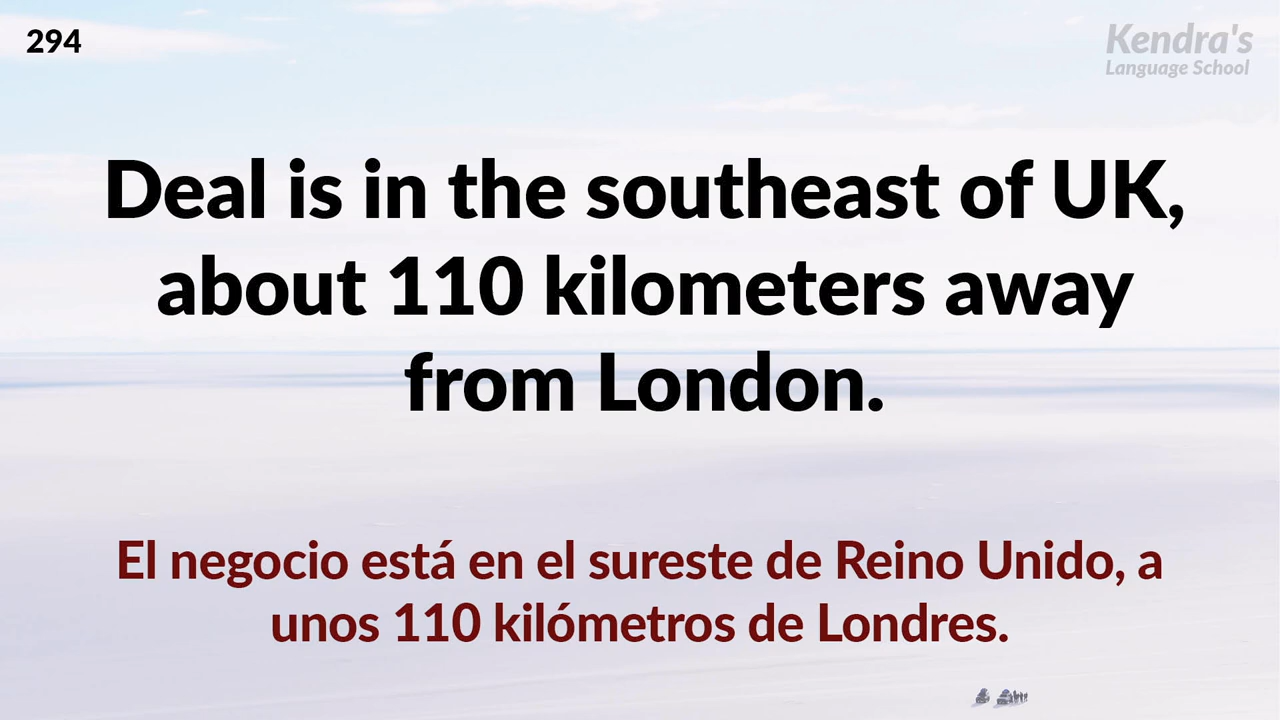 294
Kendra's
Language School
Deal is in the southeast of UK,
about 110 kilometers away
from London.
El negocio está en el sureste de Reino Unido, a
unos 110 kilómetros de Londres.